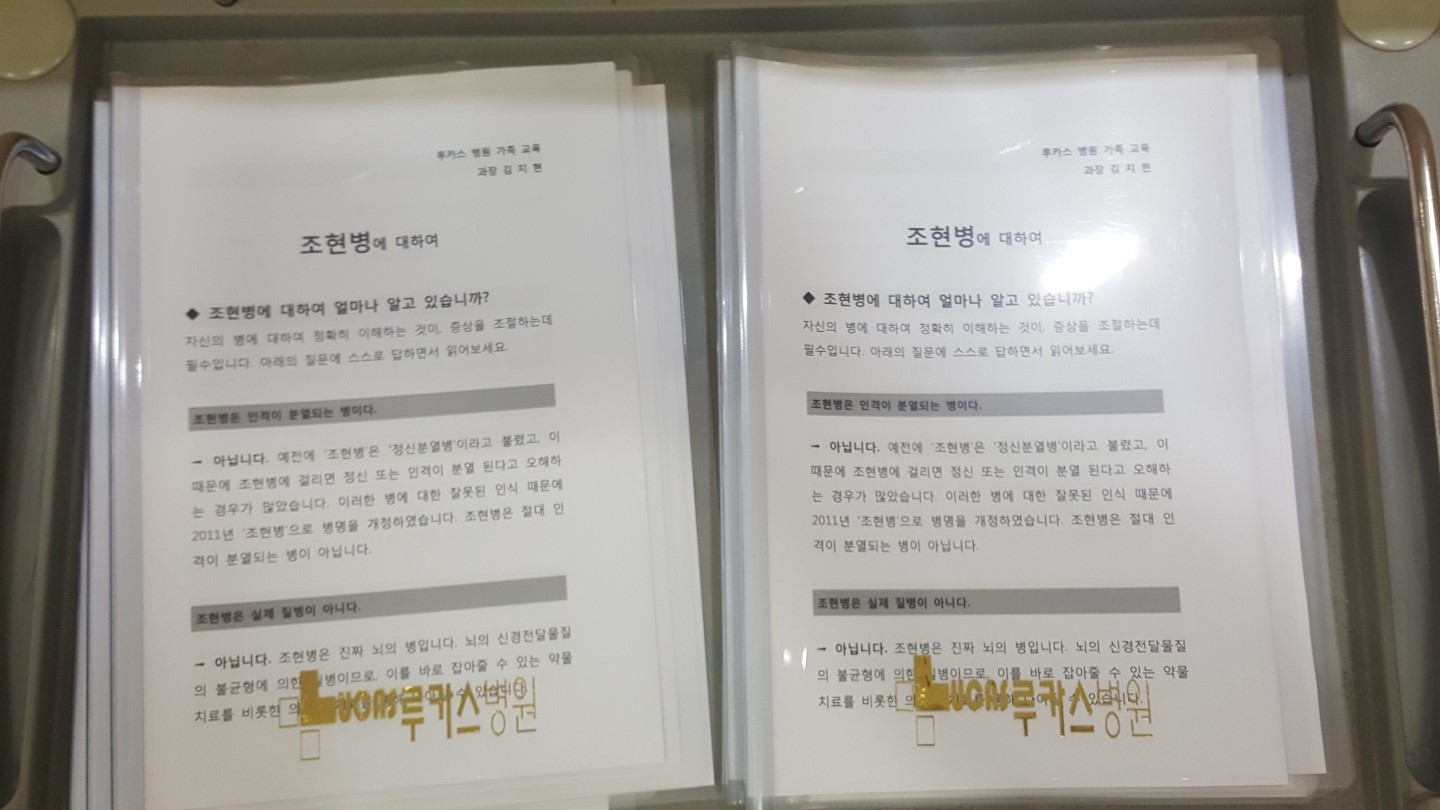 루카스 병원 가족 교육
과장 김 지 현
조현병에 대하여
◆ 조현병에 대하여 얼마나 알고 있습니까?
자신의 병에 대하여 정확히 이해하는 것이, 증상을 조절하는데
필수입니다. 아래의 질문에 스스로 답하면서 읽어보세요.
조현병은 인격이 분열되는 병이다.
→ 아닙니다. 예전에 '조현병'은 '정신분열병'이라고 불렸고, 이
때문에 조현병에 걸리면 정신 또는 인격이 분열 된다고 오해하
는 경우가 많았습니다. 이러한 병에 대한 잘못된 인식 때문에
2011년 '조현병'으로 병명을 개정하였습니다. 조현병은 절대 인
격이 분열되는 병이 아닙니다.
조현병은 실제 질병이 아니다.
→ 아닙니다. 조현병은 진짜 뇌의 병입니다. 뇌의 신경전달물질
의 불균형에 의한 질병이므로, 이를 바로 잡아줄 수 있는 약물
치료를 비롯한
LUCAS 루카스병원
루카스 병원 가족 교육
과장 김 지 현
조현병에 대하여
◆ 조현병에 대하여 얼마나 알고 있습니까?
자신의 병에 대하여 정확히 이해하는 것이, 증상을 조절하는데
필수입니다. 아래의 질문에 스스로 답하면서 읽어보세요.
조현병은 인격이 분열되는 병이다.
→ 아닙니다. 예전에 '조현병'은 '정신분열병'이라고 불렸고, 이
때문에 조현병에 걸리면 정신 또는 인격이 분열 된다고 오해하
는 경우가 많았습니다. 이러한 병에 대한 잘못된 인식 때문에
2011년 '조현병'으로 병명을 개정하였습니다. 조현병은 절대 인
격이 분열되는 병이 아닙니다.
조현병은 실제 질병이 아니다.
→ 아닙니다. 조현병은 진짜 뇌의 병입니다. 뇌의 신경전달물질
의 불균형에 의한 질병이므로, 이를 바로 잡아줄 수 있는 약물
치료를 비롯한
LUCAS 루카스병원